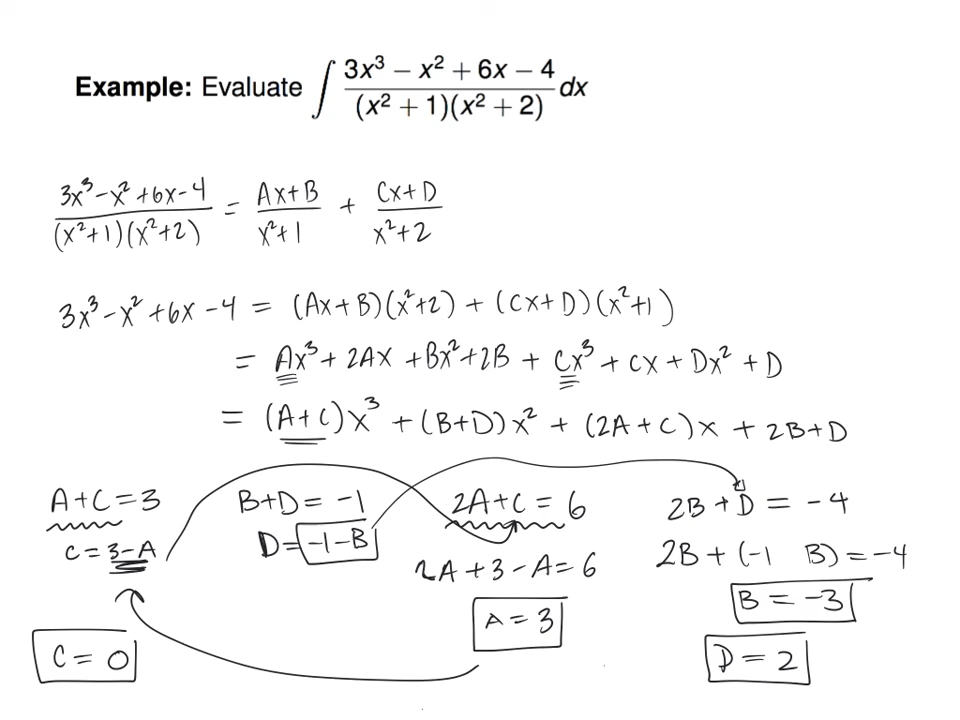 Example: Evaluate ∫ (3x³ − x² + 6x − 4)/((x² + 1)(x² + 2)) dx
(3x³−x²+6x−4)/((x²+1)(x²+2)) = (Ax+B)/(x²+1) + (Cx+D)/(x²+2)
3x³−x²+6x−4 = (Ax+B)(x²+2) + (Cx+D)(x²+1)
= Ax³ + 2Ax + Bx² + 2B + Cx³ + Cx + Dx² + D
= (A+C)x³ + (B+D)x² + (2A+C)x + 2B+D
A+C=3 B+D=−1 2A+C=6 2B+D=−4
C=3−A D=−1−B 2A+3−A=6 2B+(−1 B)=−4
A=3 B=−3
C=0 D=2